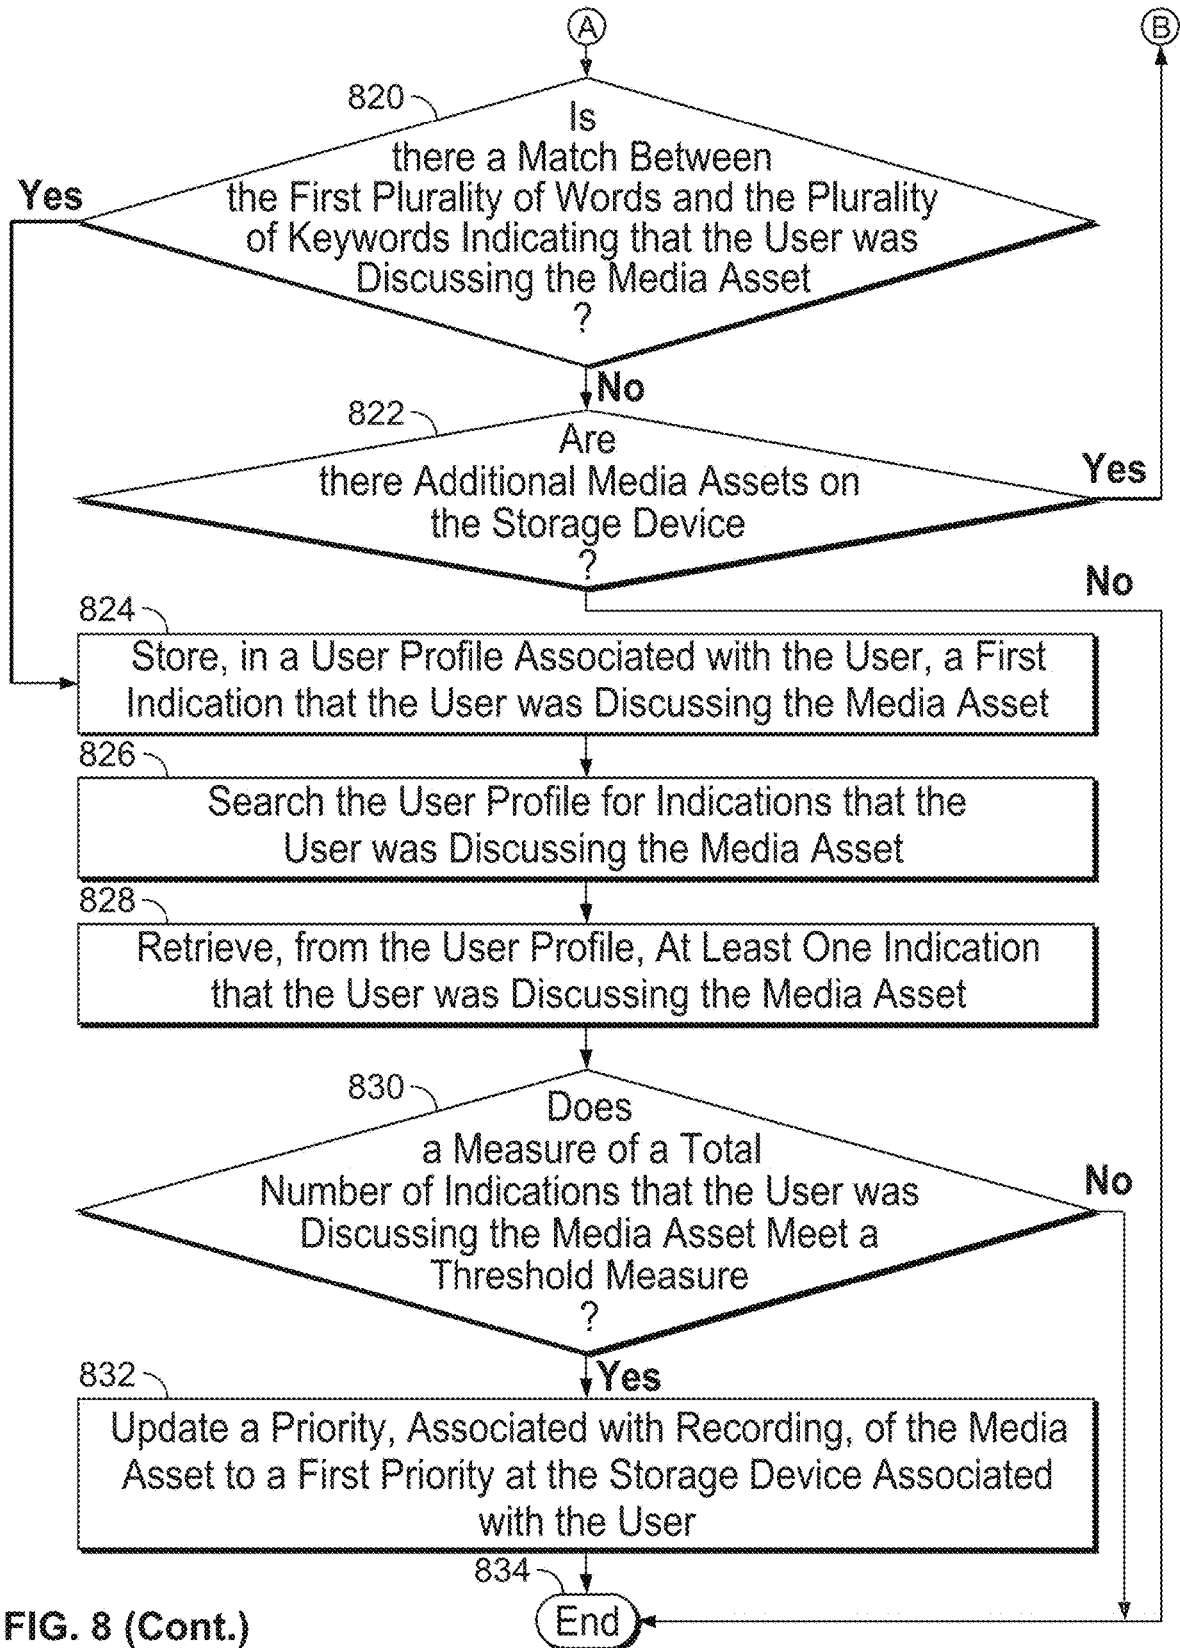 A
B
820
Is
there a Match Between
Yes
the First Plurality of Words and the Plurality
of Keywords Indicating that the User was
Discussing the Media Asset
?
No
822
Are
there Additional Media Assets on
Yes
the Storage Device
?
No
824
Store, in a User Profile Associated with the User, a First
Indication that the User was Discussing the Media Asset
826
Search the User Profile for Indications that the
User was Discussing the Media Asset
828
Retrieve, from the User Profile, At Least One Indication
that the User was Discussing the Media Asset
830
Does
a Measure of a Total
No
Number of Indications that the User was
Discussing the Media Asset Meet a
Threshold Measure
?
Yes
832
Update a Priority, Associated with Recording, of the Media
Asset to a First Priority at the Storage Device Associated
with the User
834
End
FIG. 8 (Cont.)